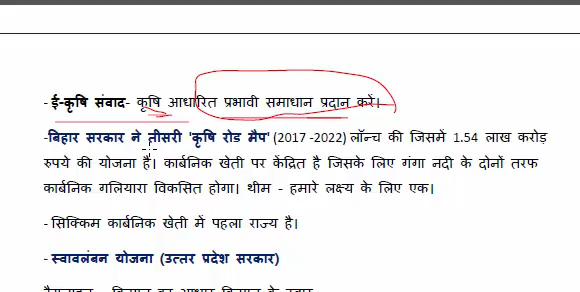 - ई-कृषि संवाद- कृषि आधारित प्रभावी समाधान प्रदान करें।
-बिहार सरकार ने तीसरी 'कृषि रोड मैप' (2017 -2022) लॉन्च की जिसमें 1.54 लाख करोड़
रुपये की योजना है। कार्बनिक खेती पर केंद्रित है जिसके लिए गंगा नदी के दोनों तरफ
कार्बनिक गलियारा विकसित होगा। थीम - हमारे लक्ष्य के लिए एक।
- सिक्किम कार्बनिक खेती में पहला राज्य है।
- स्वावलंबन योजना (उत्तर प्रदेश सरकार)